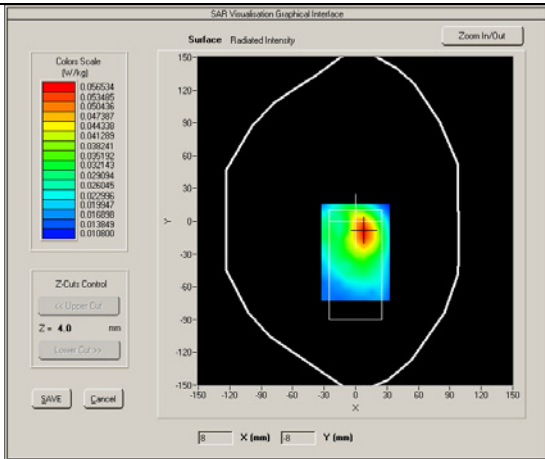 SAR Visualisation Graphical Interface
Surface Radiated Intensity
Zoom In/Out
Colors Scale
(W/kg)
0.056534
0.053485
0.050436
0.047387
0.044338
0.041289
0.038241
0.035192
0.032143
0.029094
0.026045
0.022996
0.019947
0.016898
0.013849
0.010800
150
120
90
60
30
0
-30
-60
-90
-120
-150
Y
-150 -120 -90 -60 -30 0 30 60 90 120 150
X
Z-Cuts Control
<< Upper Cut
Z = 4.0 mm
Lower Cut >>
SAVE Cancel
8 X (mm) -8 Y (mm)